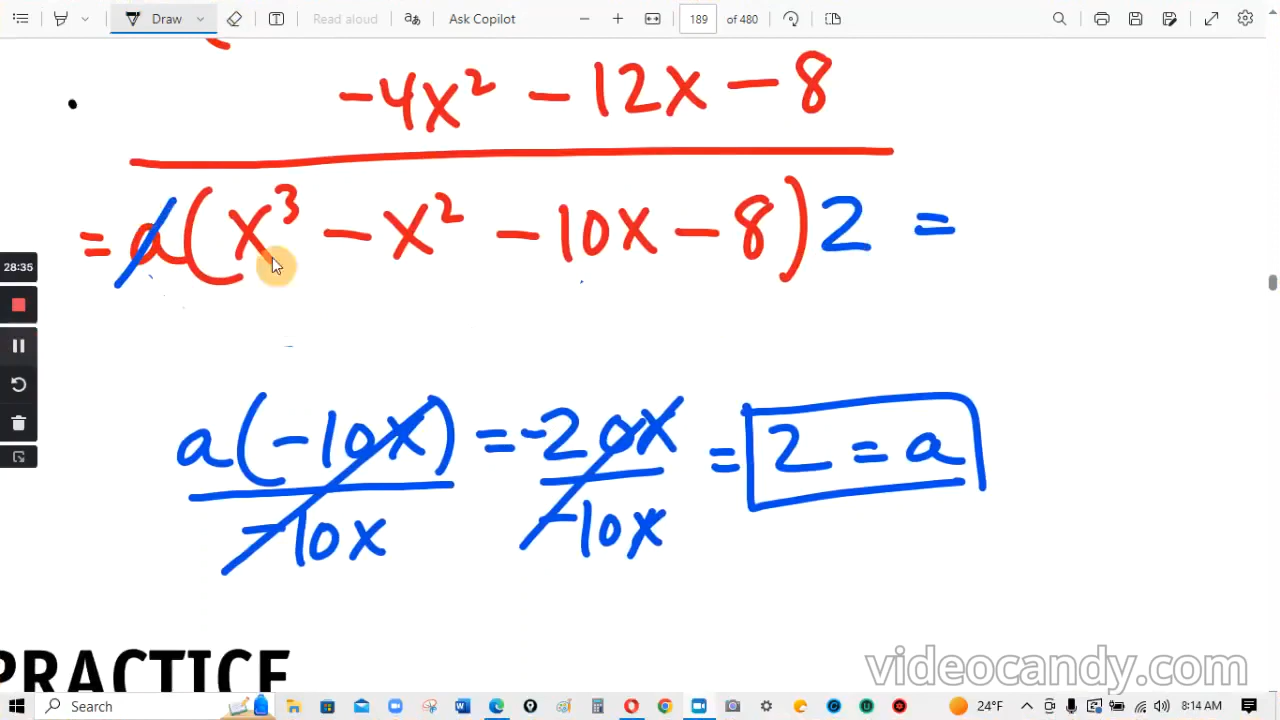 Draw
Read aloud
Ask Copilot
189 of 480
-4x² - 12x - 8
= a(x³ - x² - 10x - 8) 2 =
28:35
a(-10x) = -20x = 2 = a
-10x -10x
PRACTICE
videocandy.com
Search
24°F
8:14 AM